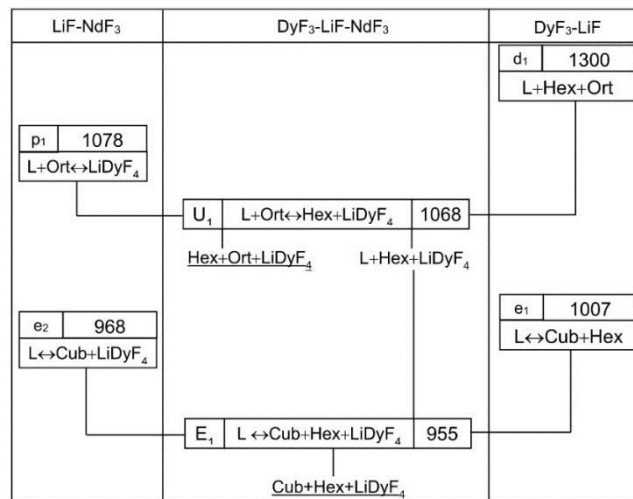 LiF-NdF₃
DyF₃-LiF-NdF₃
DyF₃-LiF
d₁ 1300
L+Hex+Ort
p₁ 1078
L+Ort↔LiDyF₄
U₁ L+Ort↔Hex+LiDyF₄ 1068
Hex+Ort+LiDyF₄
L+Hex+LiDyF₄
e₂ 968
L↔Cub+LiDyF₄
e₁ 1007
L↔Cub+Hex
E₁ L↔Cub+Hex+LiDyF₄ 955
Cub+Hex+LiDyF₄